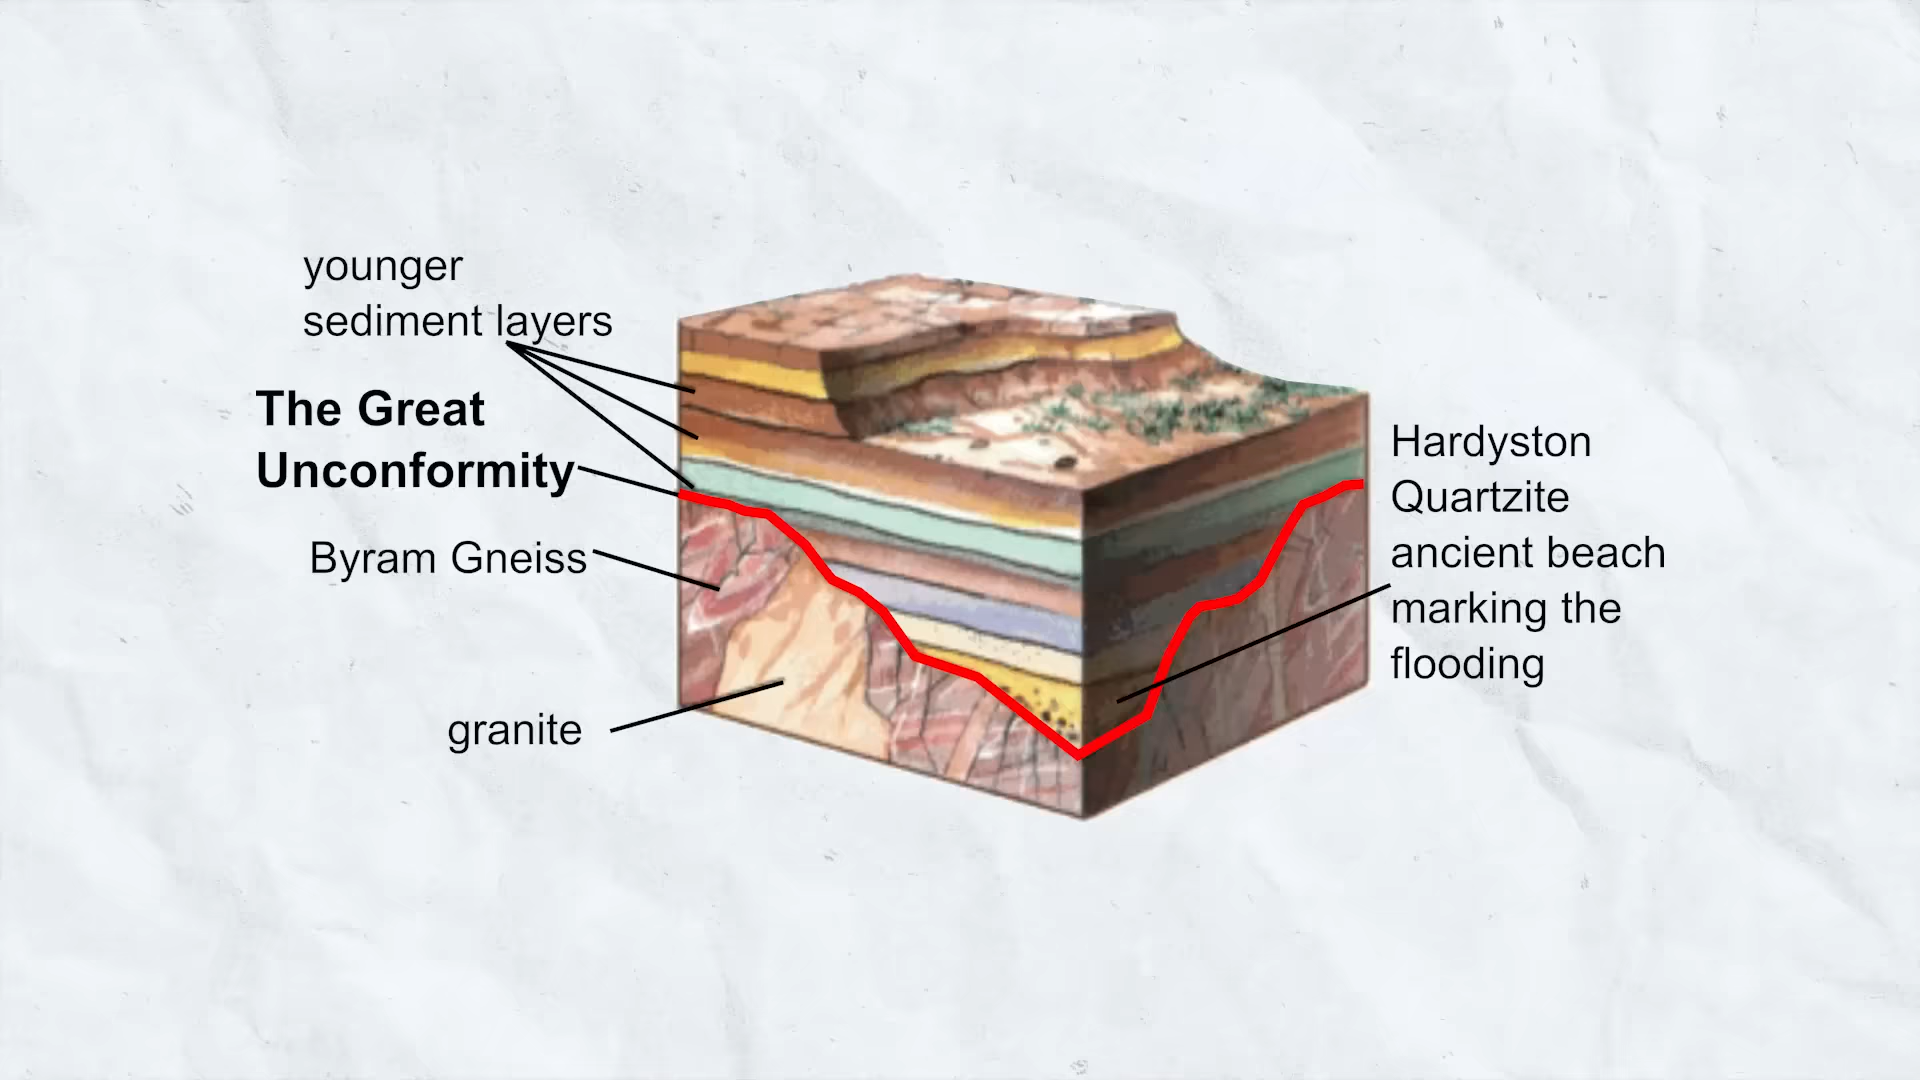 younger
sediment layers
The Great
Unconformity
Byram Gneiss
granite
Hardyston
Quartzite
ancient beach
marking the
flooding